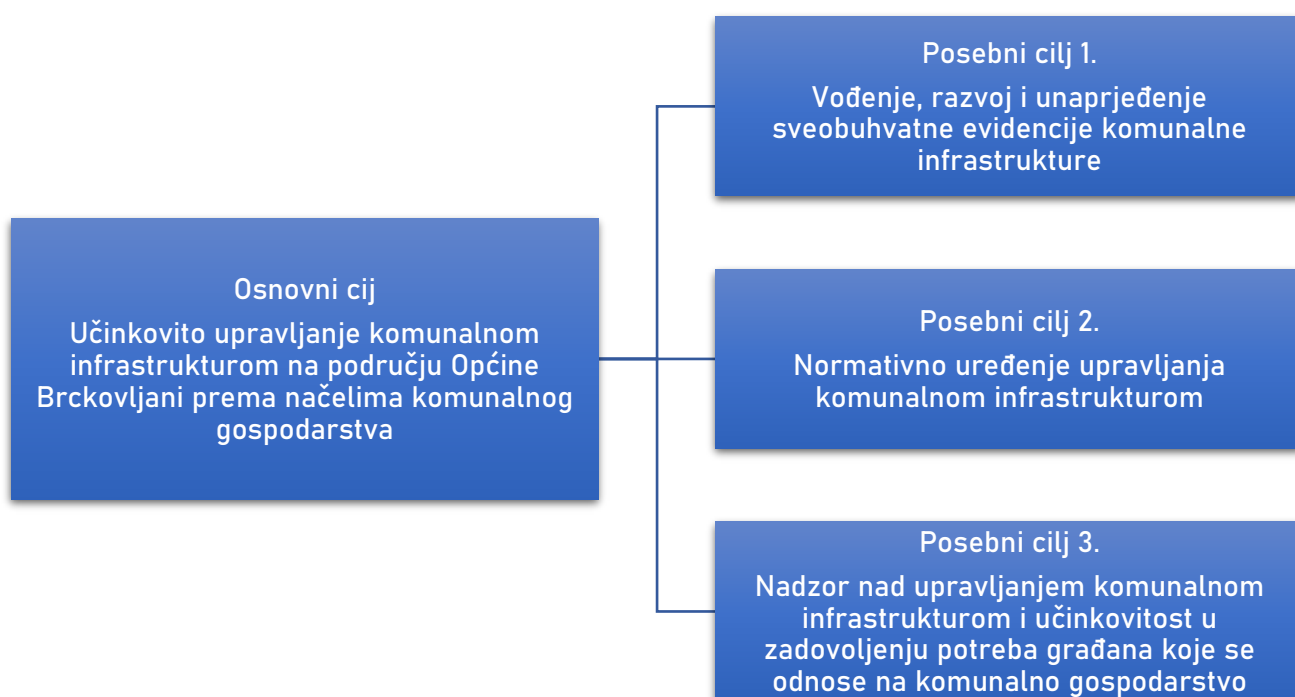 Osnovni cij
Učinkovito upravljanje komunalnom
infrastrukturom na području Općine
Brckovljani prema načelima komunalnog
gospodarstva
Posebni cilj 1.
Vođenje, razvoj i unaprjeđenje
sveobuhvatne evidencije komunalne
infrastrukture
Posebni cilj 2.
Normativno uređenje upravljanja
komunalnom infrastrukturom
Posebni cilj 3.
Nadzor nad upravljanjem komunalnom
infrastrukturom i učinkovitost u
zadovoljenju potreba građana koje se
odnose na komunalno gospodarstvo